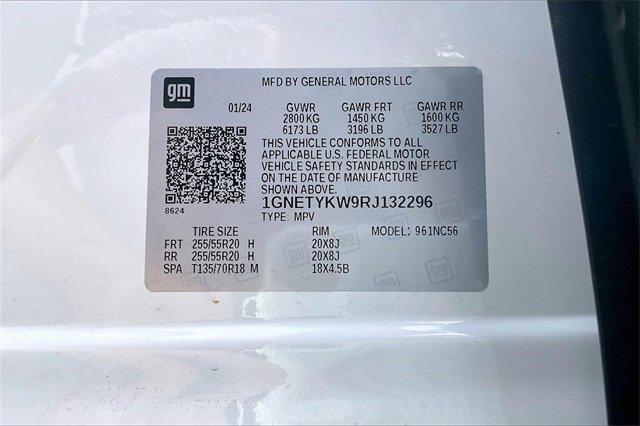 gm
MFD BY GENERAL MOTORS LLC
01/24 GVWR GAWR FRT GAWR RR
2800 KG 1450 KG 1600 KG
6173 LB 3196 LB 3527 LB
THIS VEHICLE CONFORMS TO ALL
APPLICABLE U.S. FEDERAL MOTOR
VEHICLE SAFETY STANDARDS IN EFFECT
ON THE DATE OF MANUFACTURE
SHOWN ABOVE.
8624
1GNETYKW9RJ132296
TYPE: MPV
TIRE SIZE RIM MODEL: 961NC56
FRT 255/55R20 H 20X8J
RR 255/55R20 H 20X8J
SPA T135/70R18 M 18X4.5B